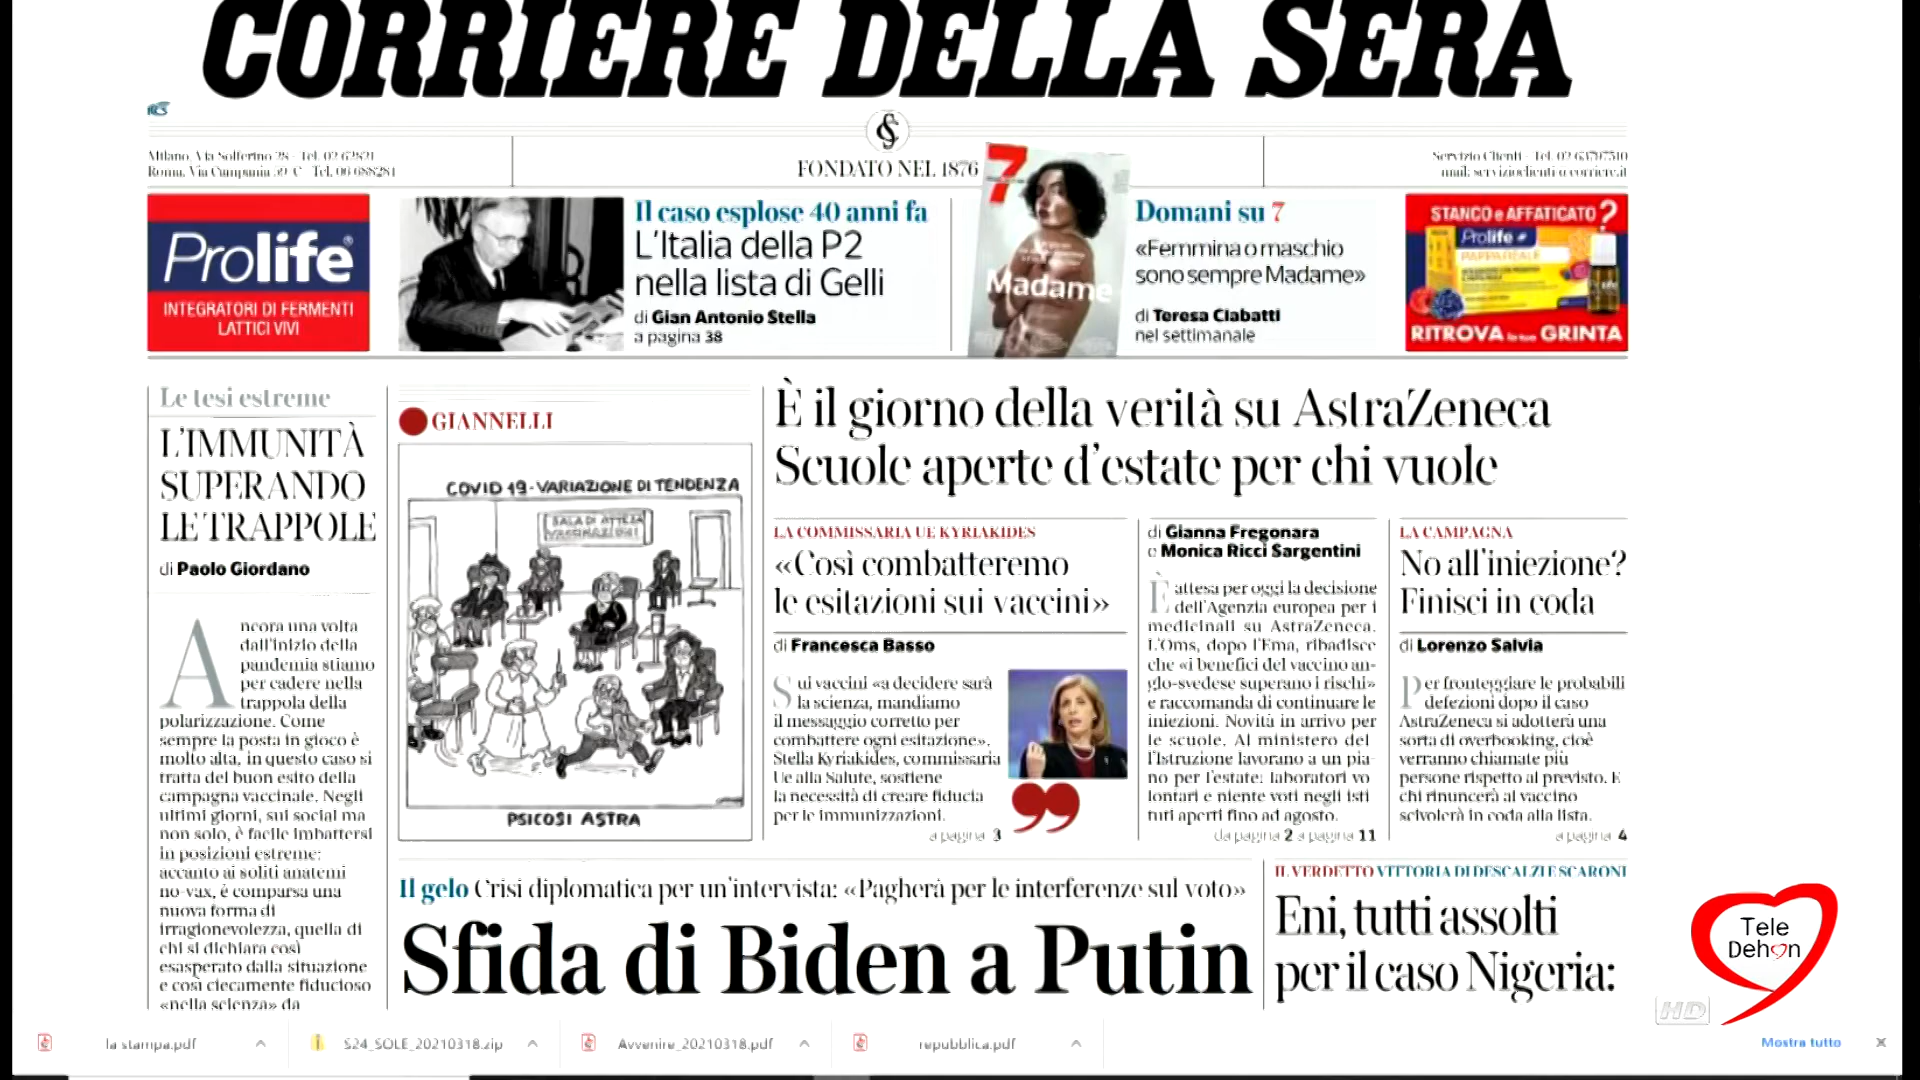 CORRIERE DELLA SERA
RCS
Milano, Via Solferino 28 - Tel. 02 62821
Roma, Via Campania 59 C - Tel. 06 688281
FONDATO NEL 1876
Servizio Clienti - Tel. 02 63797510
mail: servizioclienti@corriere.it
Prolife®
INTEGRATORI DI FERMENTI
LATTICI VIVI
Il caso esplose 40 anni fa
L'Italia della P2
nella lista di Gelli
di Gian Antonio Stella
a pagina 38
7
Madame
Domani su 7
«Femmina o maschio
sono sempre Madame»
di Teresa Ciabatti
nel settimanale
STANCO e AFFATICATO?
Prolife
PAPPA REALE
RITROVA la tua GRINTA
Le tesi estreme
L'IMMUNITÀ
SUPERANDO
LE TRAPPOLE
di Paolo Giordano
Ancora una volta
dall'inizio della
pandemia stiamo
per cadere nella
trappola della
polarizzazione. Come
sempre la posta in gioco è
molto alta, in questo caso si
tratta del buon esito della
campagna vaccinale. Negli
ultimi giorni, sui social ma
non solo, è facile imbattersi
in posizioni estreme:
accanto ai soliti anatemi
no-vax, è comparsa una
nuova forma di
irragionevolezza, quella di
chi si dichiara così
esasperato dalla situazione
e così ciecamente fiducioso
«nella scienza» da
GIANNELLI
COVID 19 - VARIAZIONE DI TENDENZA
SALA DI ATTESA
VACCINAZIONI
PSICOSI ASTRA
È il giorno della verità su AstraZeneca
Scuole aperte d'estate per chi vuole
LA COMMISSARIA UE KYRIAKIDES
«Così combatteremo
le esitazioni sui vaccini»
di Francesca Basso
Sui vaccini «a decidere sarà
la scienza, mandiamo
il messaggio corretto per
combattere ogni esitazione».
Stella Kyriakides, commissaria
Ue alla Salute, sostiene
la necessità di creare fiducia
per le immunizzazioni.
a pagina 3
di Gianna Fregonara
e Monica Ricci Sargentini
È attesa per oggi la decisione
dell'Agenzia europea per i
medicinali su AstraZeneca.
L'Oms, dopo l'Ema, ribadisce
che «i benefici del vaccino an-
glo-svedese superano i rischi»
e raccomanda di continuare le
iniezioni. Novità in arrivo per
le scuole. Al ministero del-
l'Istruzione lavorano a un pia-
no per l'estate: laboratori vo-
lontari e niente voti negli isti-
tuti aperti fino ad agosto.
da pagina 2 a pagina 11
LA CAMPAGNA
No all'iniezione?
Finisci in coda
di Lorenzo Salvia
Per fronteggiare le probabili
defezioni dopo il caso
AstraZeneca si adotterà una
sorta di overbooking, cioè
verranno chiamate più
persone rispetto al previsto. E
chi rinuncerà al vaccino
scivolerà in coda alla lista.
a pagina 4
Il gelo Crisi diplomatica per un'intervista: «Pagherà per le interferenze sul voto»
Sfida di Biden a Putin
IL VERDETTO VITTORIA DI DESCALZI E SCARONI
Eni, tutti assolti
per il caso Nigeria:
Tele
Dehon
HD
la stampa.pdf
S24_SOLE_20210318.zip
Avvenire_20210318.pdf
repubblica.pdf
Mostra tutto